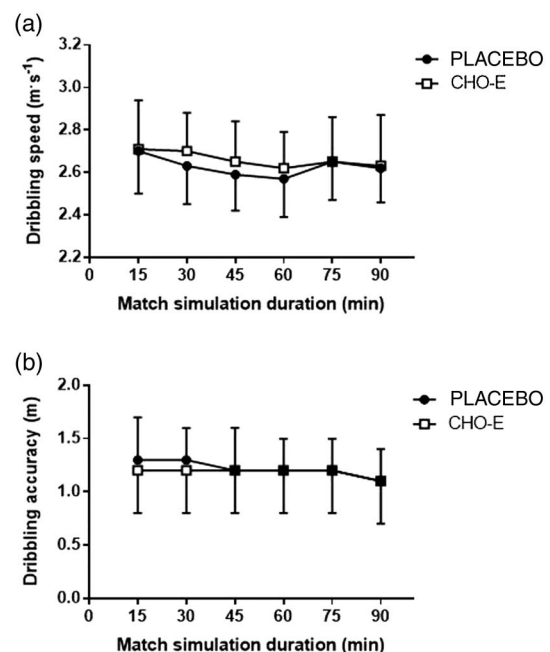 (a)
Dribbling speed (m·s-1)
3.2
3.0
2.8
2.6
2.4
2.2
0 15 30 45 60 75 90
Match simulation duration (min)
PLACEBO
CHO-E
(b)
Dribbling accuracy (m)
2.0
1.5
1.0
0.5
0.0
0 15 30 45 60 75 90
Match simulation duration (min)
PLACEBO
CHO-E